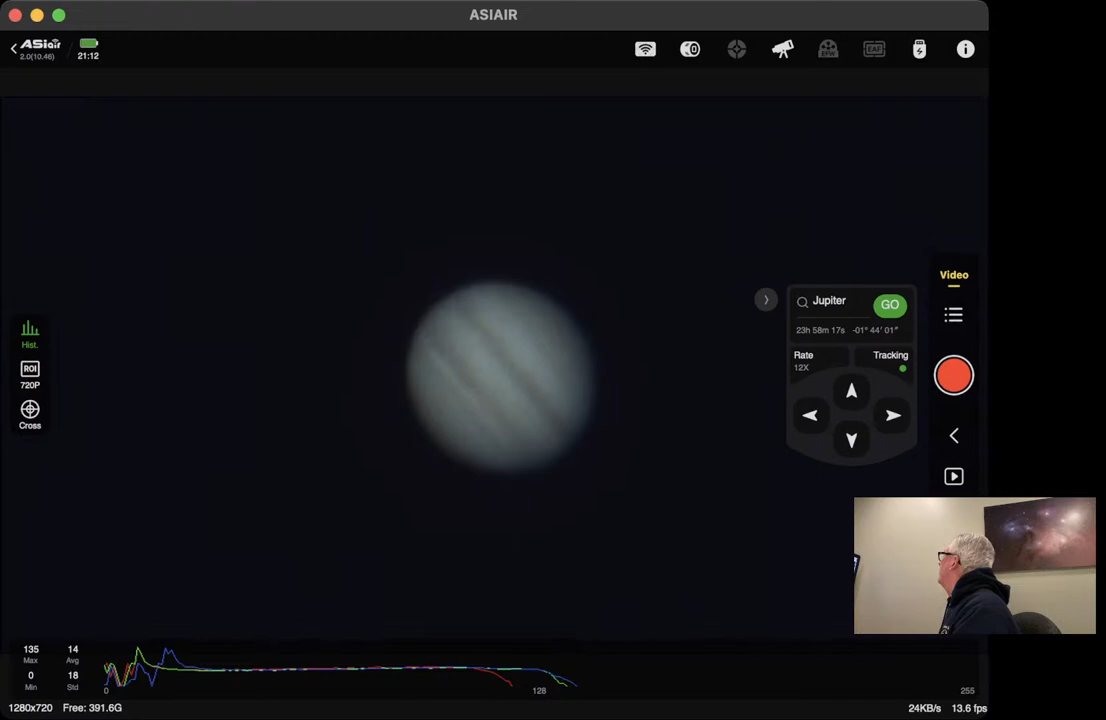 ASIAIR
ASiair
2.0(10.46)
21:12
EFW
EAF
Video
Jupiter
GO
23h 58m 17s -01° 44′ 01″
Rate
12X
Tracking
Hist.
ROI
720P
Cross
135
Max
14
Avg
0
Min
18
Std
0
128
255
1280x720 Free: 391.6G
24KB/s 13.6 fps